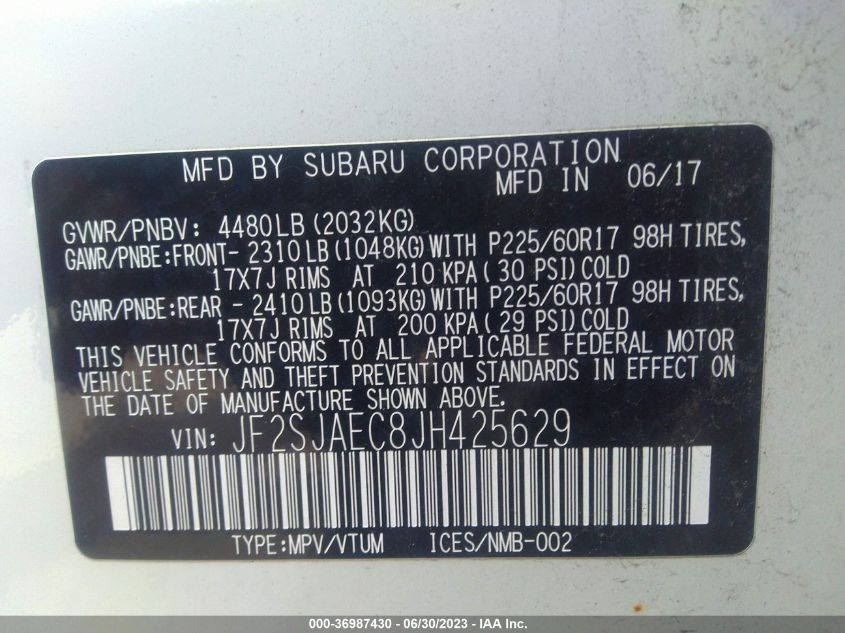 MFD BY SUBARU CORPORATION
MFD IN 06/17
GVWR/PNBV: 4480LB (2032KG)
GAWR/PNBE:FRONT- 2310LB (1048KG) WITH P225/60R17 98H TIRES,
17X7J RIMS AT 210 KPA ( 30 PSI) COLD
GAWR/PNBE:REAR - 2410LB (1093KG) WITH P225/60R17 98H TIRES,
17X7J RIMS AT 200 KPA ( 29 PSI) COLD
THIS VEHICLE CONFORMS TO ALL APPLICABLE FEDERAL MOTOR
VEHICLE SAFETY AND THEFT PREVENTION STANDARDS IN EFFECT ON
THE DATE OF MANUFACTURE SHOWN ABOVE.
VIN: JF2SJAEC8JH425629
TYPE:MPV/VTUM ICES/NMB-002
000-36987430 - 06/30/2023 - IAA Inc.